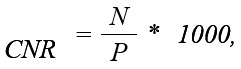 CNR = N/P * 1000,